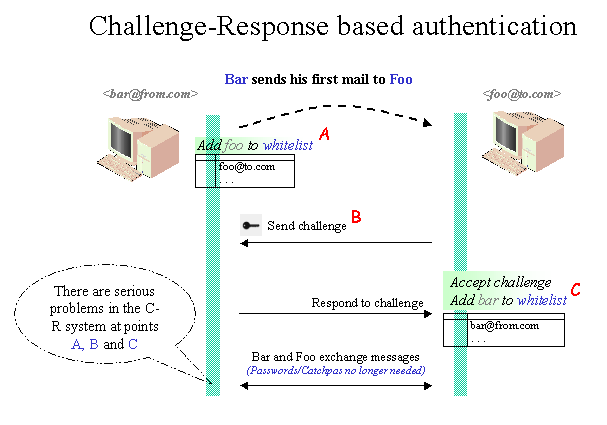 Challenge-Response based authentication
Bar sends his first mail to Foo
<bar@from.com>
<foo@to.com>
Add foo to whitelist
A
foo@to.com
. . .
Send challenge
B
Accept challenge
Add bar to whitelist
C
bar@from.com
. . .
Respond to challenge
There are serious
problems in the C-
R system at points
A, B and C
Bar and Foo exchange messages
(Passwords/Catchpas no longer needed)